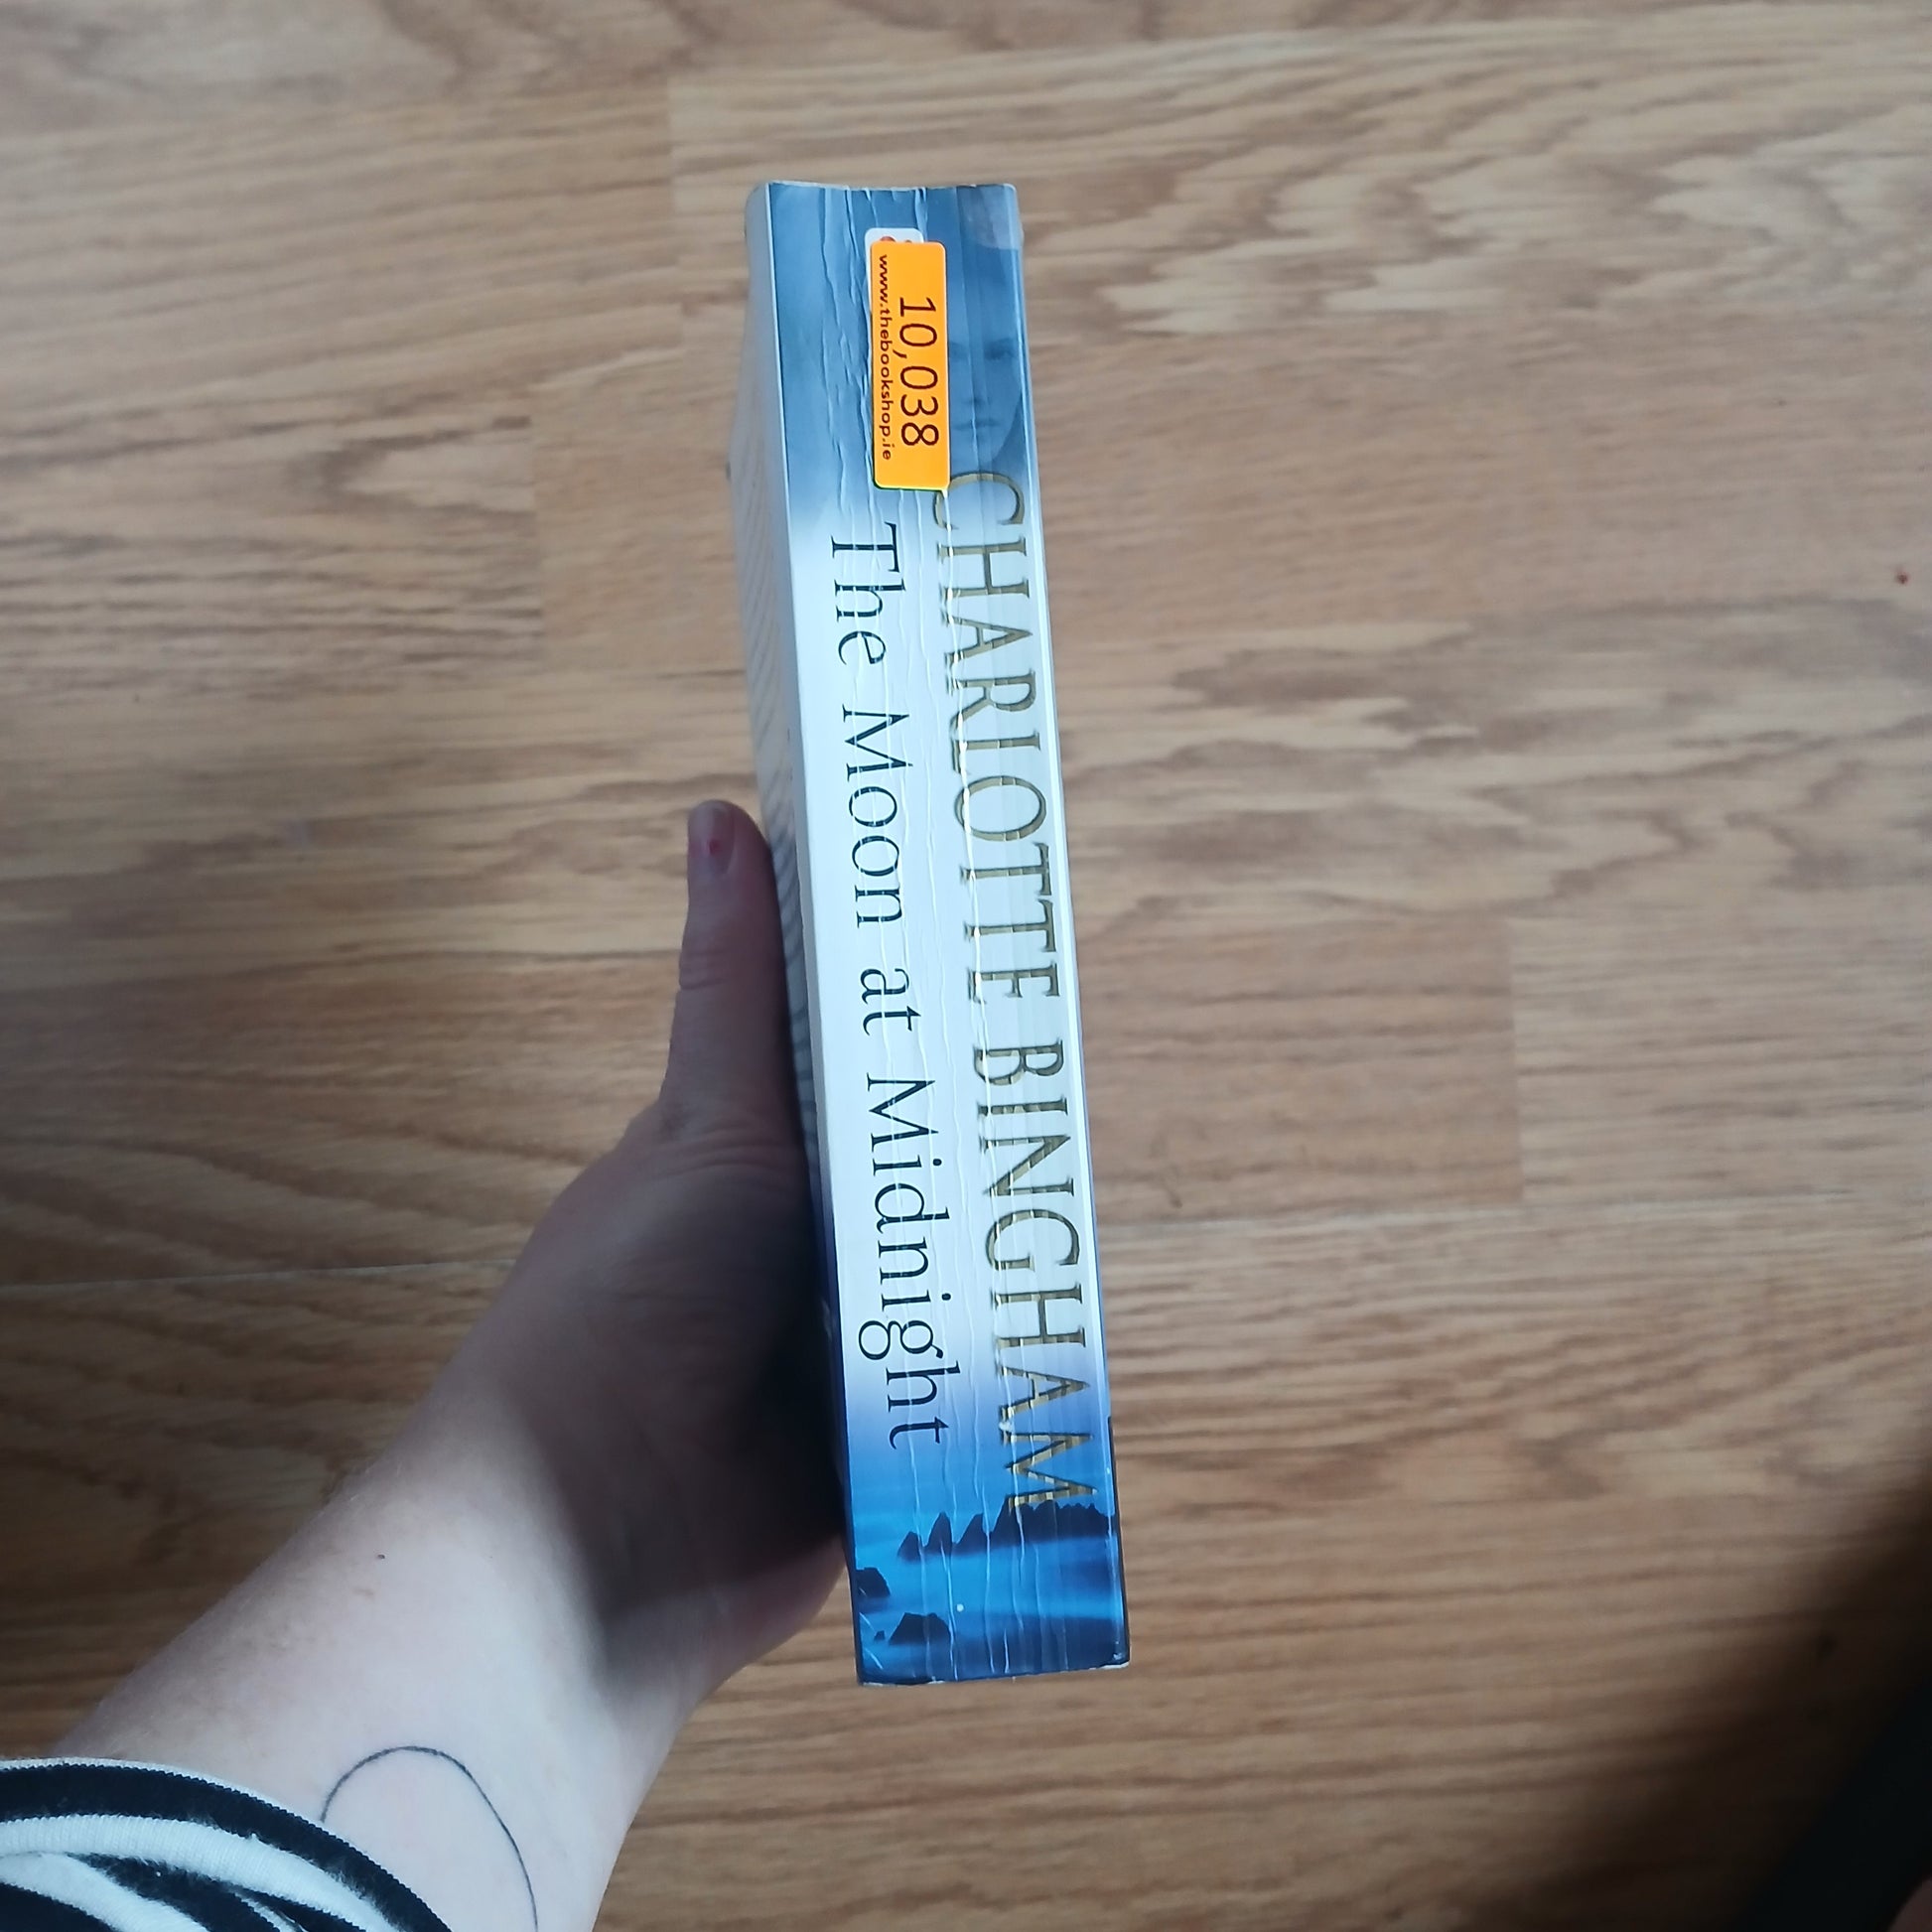 10,038
www.thebookshop.ie
CHARLOTTE BINGHAM
The Moon at Midnight